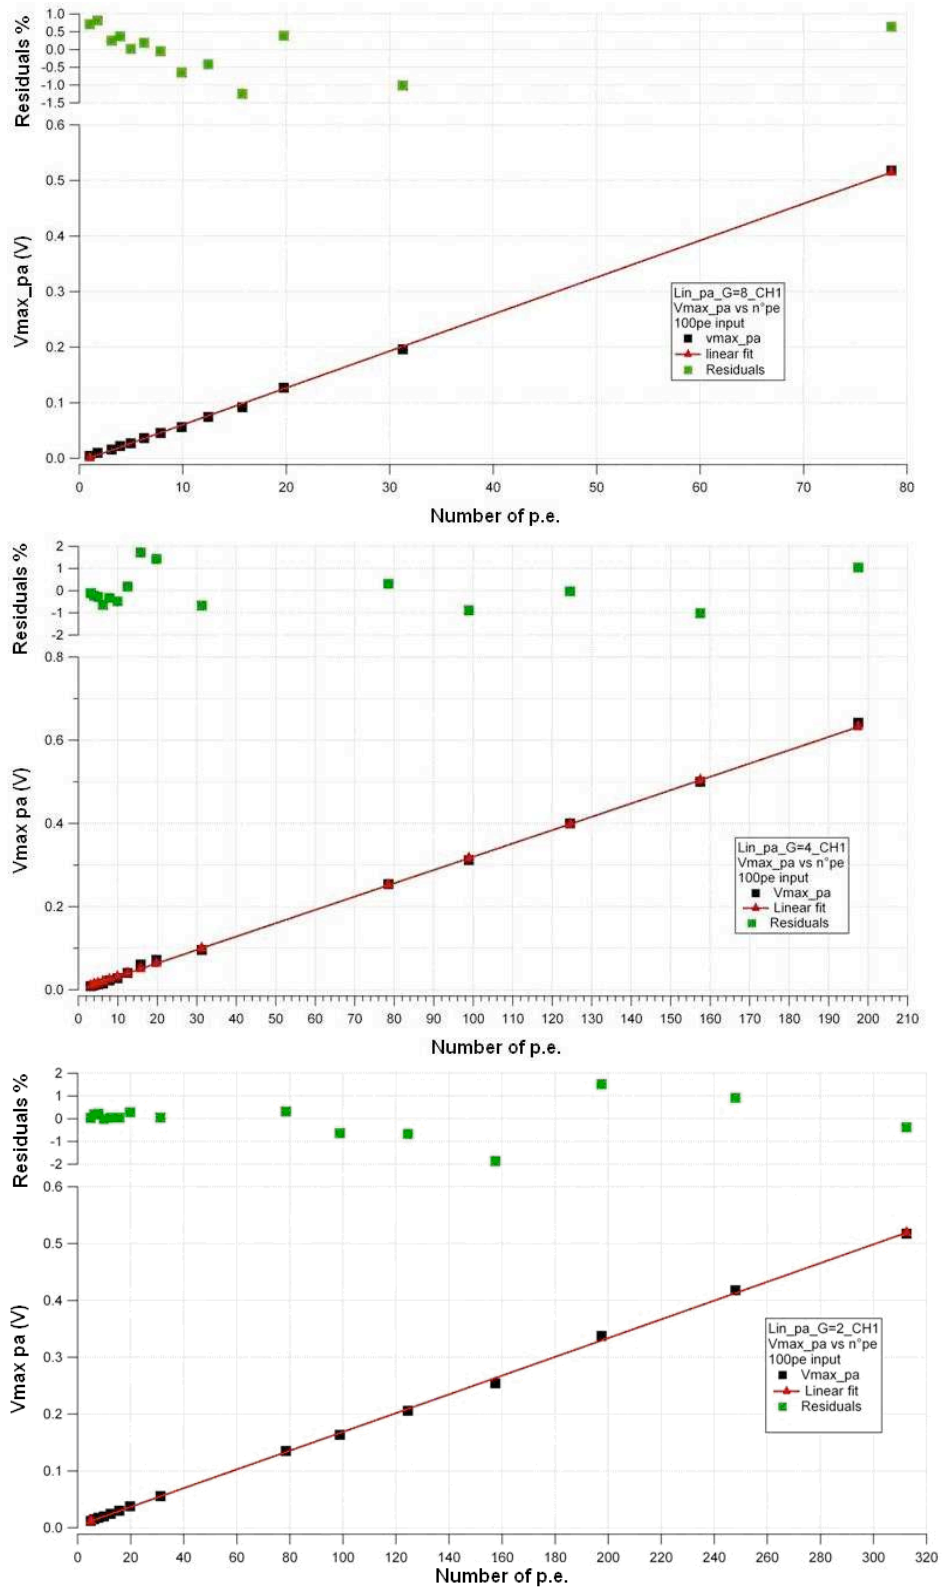 Residuals %
1.0
0.5
0.0
-0.5
-1.0
-1.5
Vmax_pa (V)
0.6
0.5
0.4
0.3
0.2
0.1
0.0
Lin_pa_G=8_CH1
Vmax_pa vs n°pe
100pe input
vmax_pa
linear fit
Residuals
0 10 20 30 40 50 60 70 80
Number of p.e.
Residuals %
2
1
0
-1
-2
Vmax pa (V)
0.8
0.6
0.4
0.2
0.0
Lin_pa_G=4_CH1
Vmax_pa vs n°pe
100pe input
Vmax_pa
Linear fit
Residuals
0 10 20 30 40 50 60 70 80 90 100 110 120 130 140 150 160 170 180 190 200 210
Number of p.e.
Residuals %
2
1
0
-1
-2
Vmax pa (V)
0.6
0.5
0.4
0.3
0.2
0.1
0.0
Lin_pa_G=2_CH1
Vmax_pa vs n°pe
100pe input
Vmax_pa
Linear fit
Residuals
0 20 40 60 80 100 120 140 160 180 200 220 240 260 280 300 320
Number of p.e.